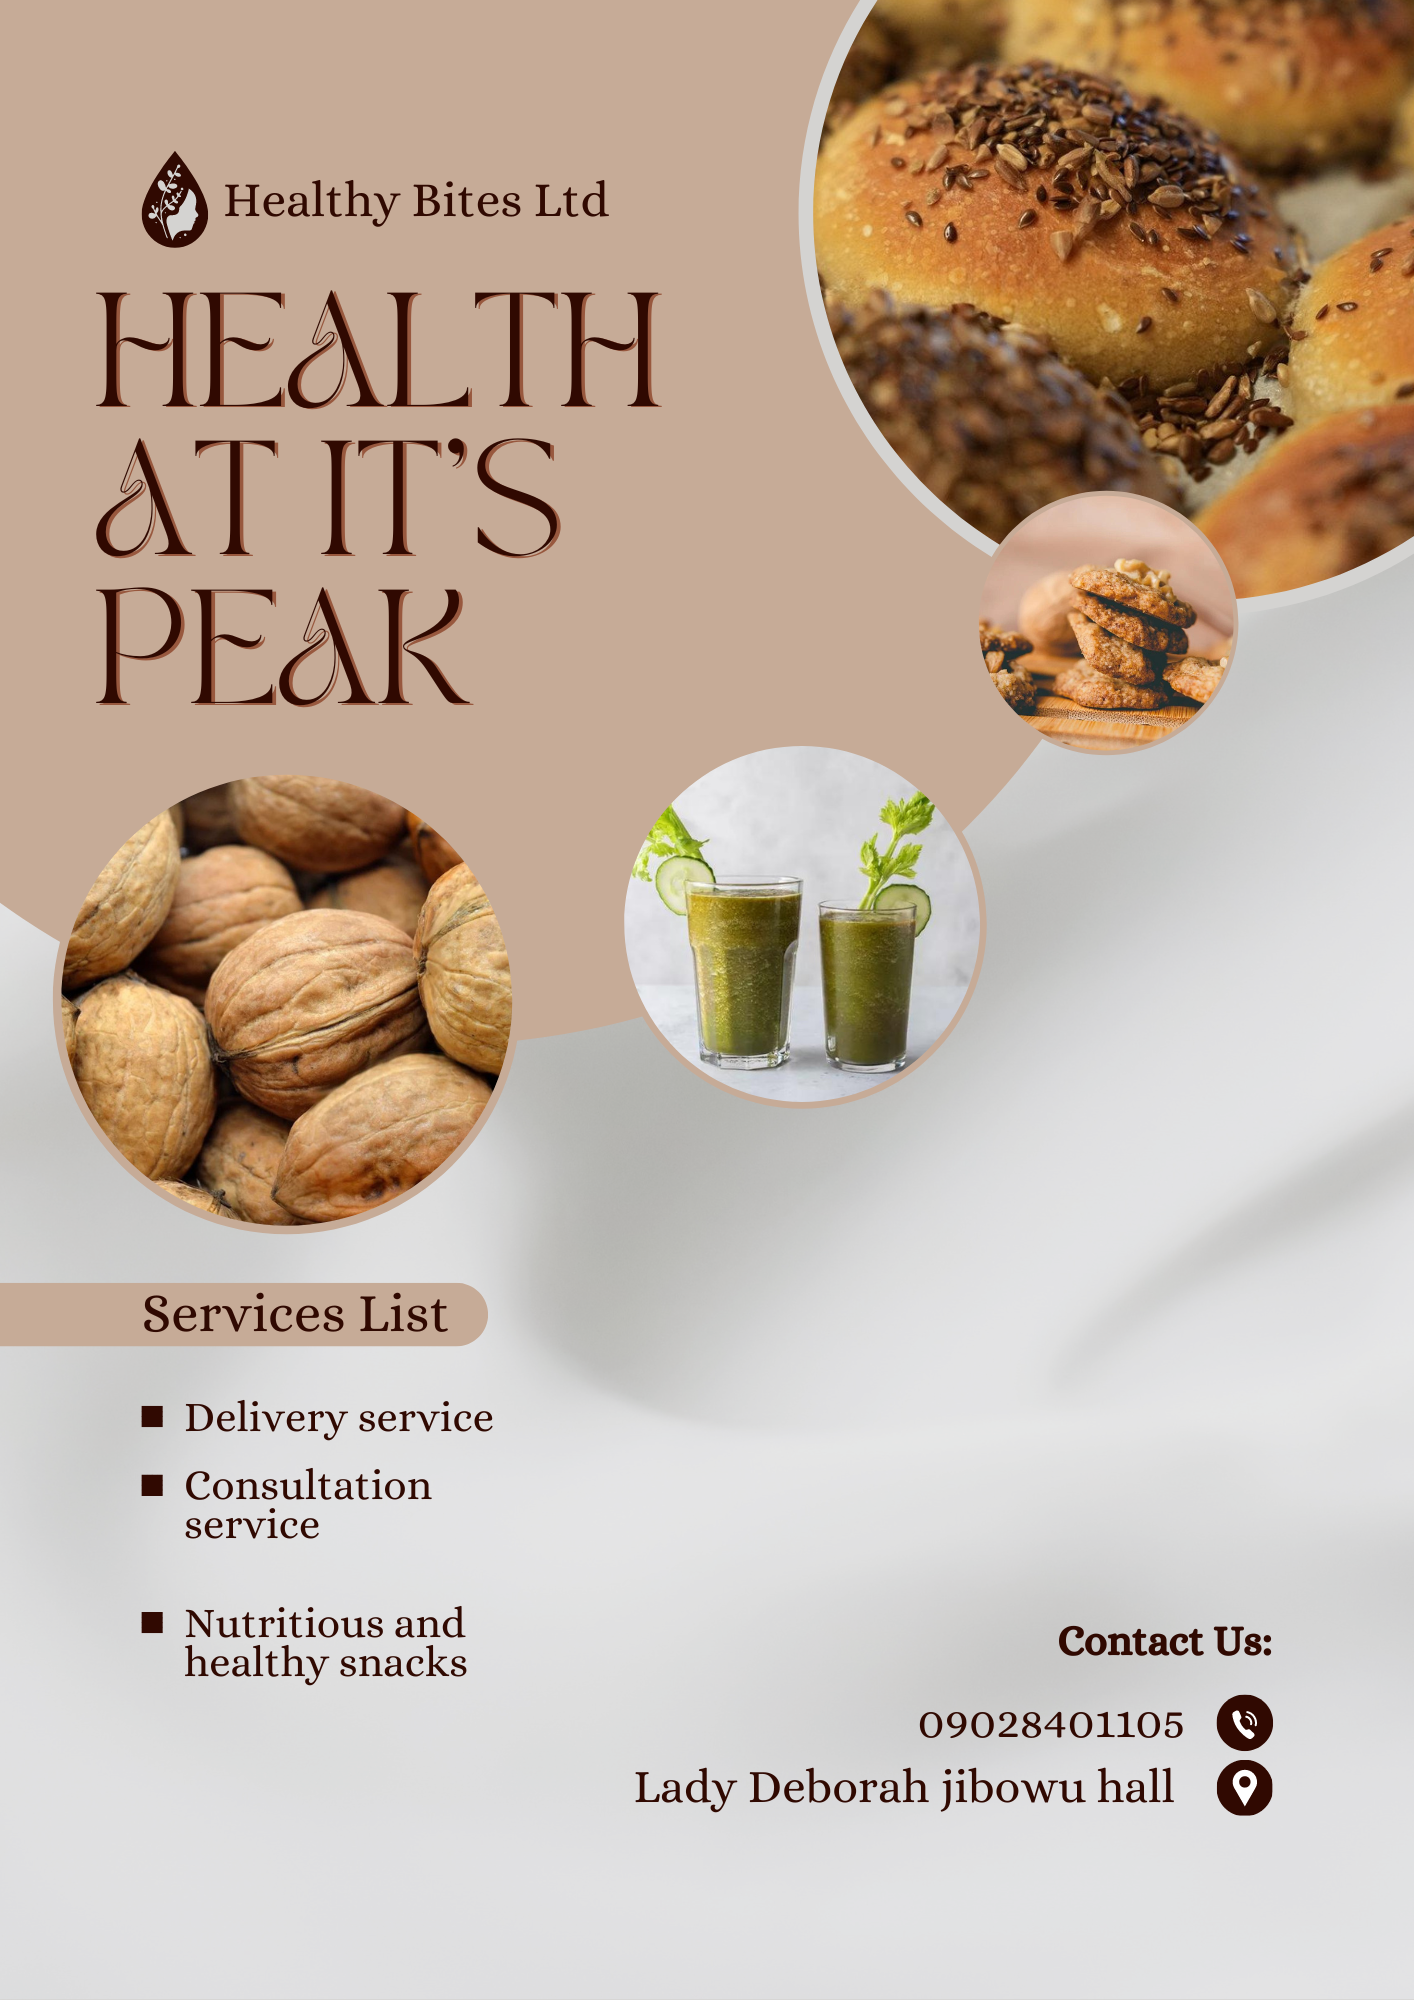 Healthy Bites Ltd
HEALTH
AT IT'S
PEAK
Services List
Delivery service
Consultation
service
Nutritious and
healthy snacks
Contact Us:
09028401105
Lady Deborah jibowu hall